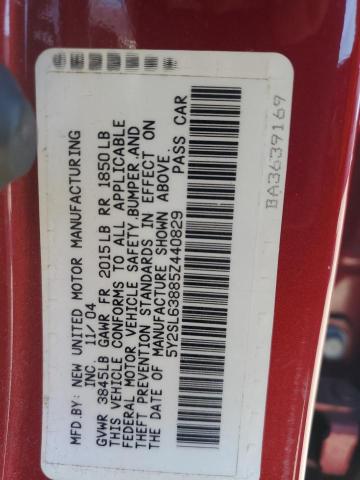 MFD.BY: NEW UNITED MOTOR MANUFACTURING
INC. 11/04
GVWR 3845LB GAWR FR 2015LB RR 1850LB
THIS VEHICLE CONFORMS TO ALL APPLICABLE
FEDERAL MOTOR VEHICLE SAFETY,BUMPER,AND
THEFT PREVENTION STANDARDS IN EFFECT ON
THE DATE OF MANUFACTURE SHOWN ABOVE.
5Y2SL63885Z440829 PASS CAR
BA3639169